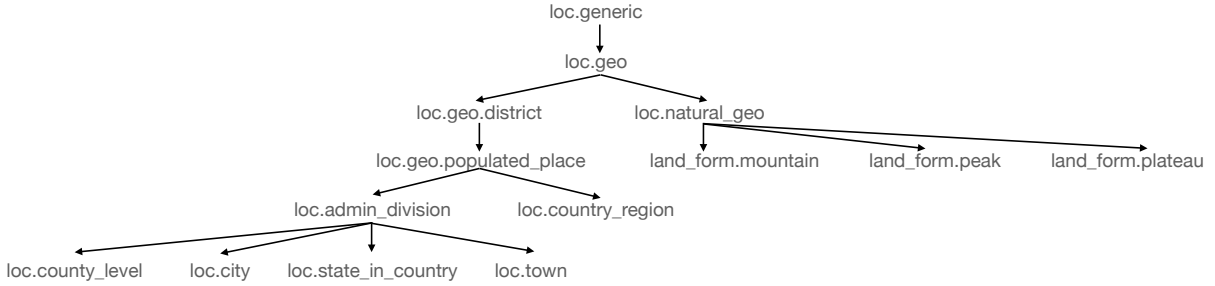 loc.generic
loc.geo
loc.geo.district loc.natural_geo
loc.geo.populated_place land_form.mountain land_form.peak land_form.plateau
loc.admin_division loc.country_region
loc.county_level loc.city loc.state_in_country loc.town